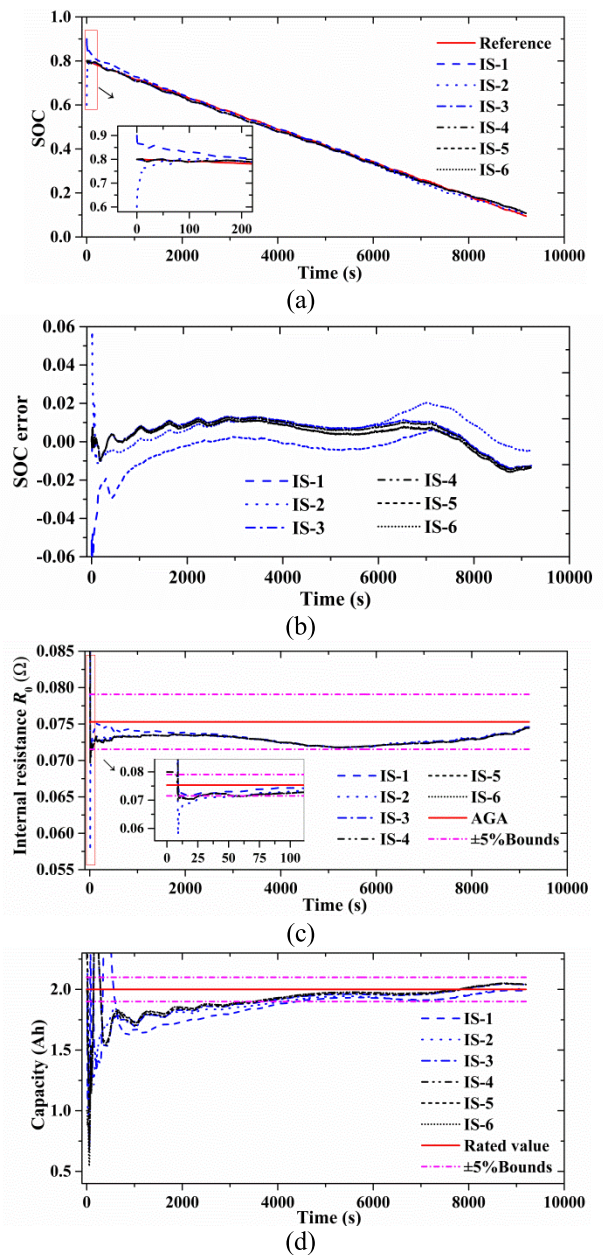 1.0
0.8
0.6
0.4
0.2
0.0
SOC
Reference
IS-1
IS-2
IS-3
IS-4
IS-5
IS-6
0.9
0.8
0.7
0.6
0 100 200
0 2000 4000 6000 8000 10000
Time (s)
(a)
0.06
0.04
0.02
0.00
-0.02
-0.04
-0.06
SOC error
IS-1 IS-4
IS-2 IS-5
IS-3 IS-6
0 2000 4000 6000 8000 10000
Time (s)
(b)
0.085
0.080
0.075
0.070
0.066
0.060
0.055
Internal resistance R0 (Ω)
0.08
0.07
0.06
0 25 50 75 100
IS-1 IS-5
IS-2 IS-6
IS-3 AGA
IS-4 ±5%Bounds
0 2000 4000 6000 8000 10000
Time (s)
(c)
2.0
1.5
1.0
0.5
Capacity (Ah)
IS-1
IS-2
IS-3
IS-4
IS-5
IS-6
Rated value
±5%Bounds
0 2000 4000 6000 8000 10000
Time (s)
(d)